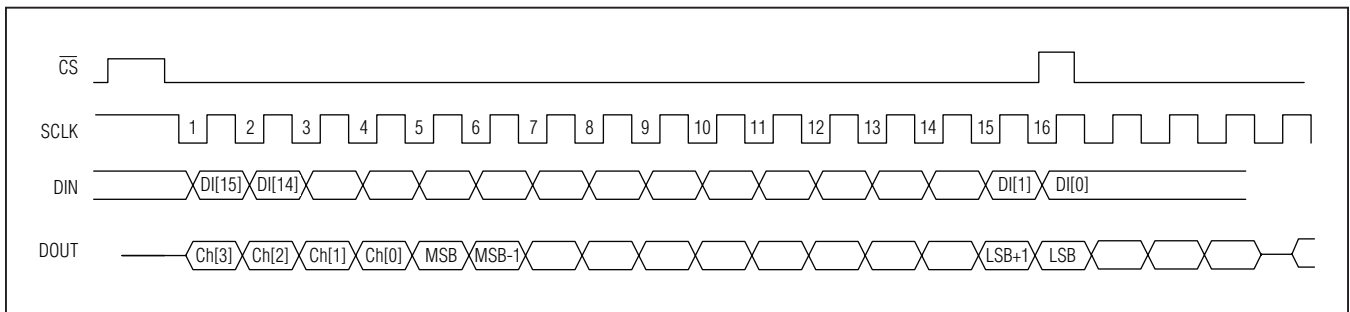 CS
SCLK 1 2 3 4 5 6 7 8 9 10 11 12 13 14 15 16
DIN DI[15] DI[14] DI[1] DI[0]
DOUT Ch[3] Ch[2] Ch[1] Ch[0] MSB MSB-1 LSB+1 LSB